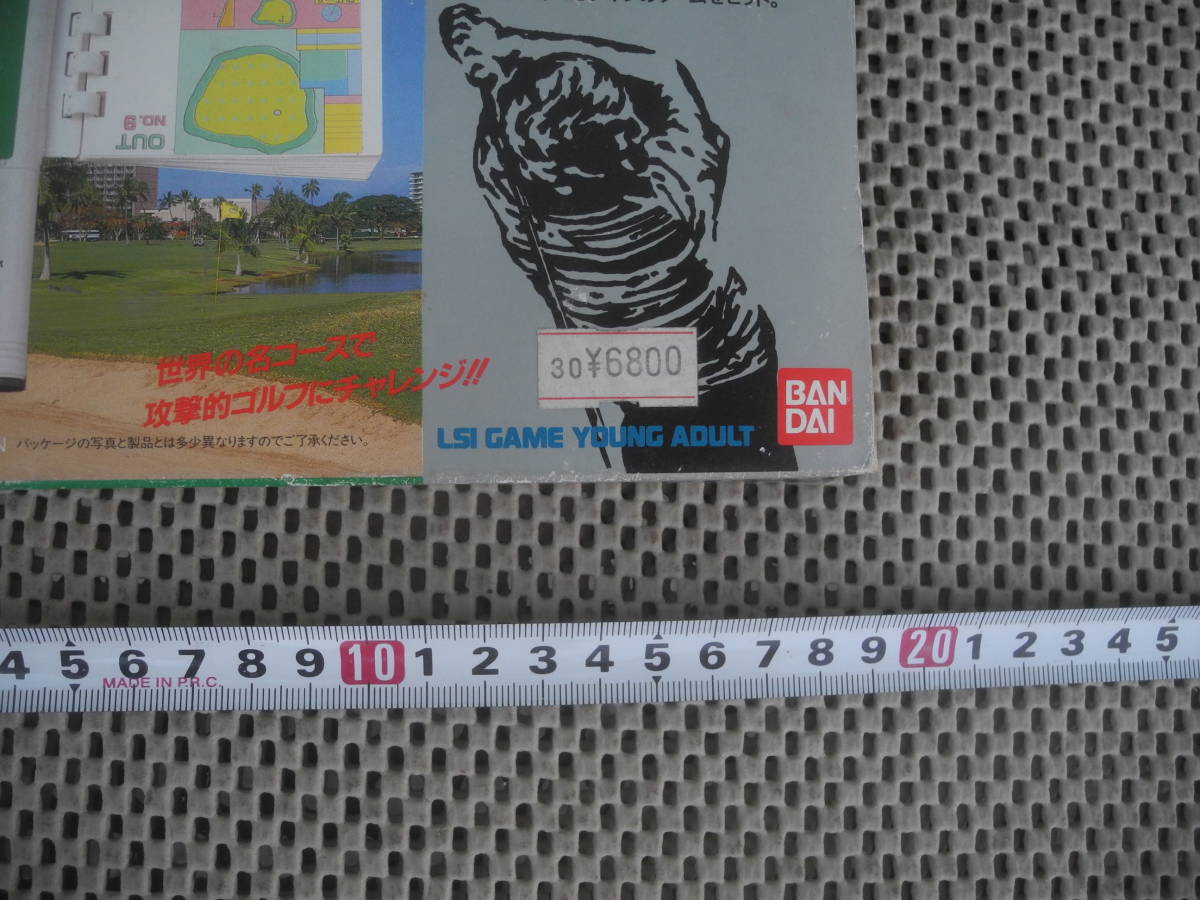 OUT
NO.9
世界の名コースで
攻撃的ゴルフにチャレンジ!!
パッケージの写真と製品とは多少異なりますのでご了承ください。
30¥6800
LSI GAME YOUNG ADULT
BAN
DAI
4 5 6 7 8 9 10 1 2 3 4 5 6 7 8 9 20 1 2 3 4 5
MADE IN P.R.C.